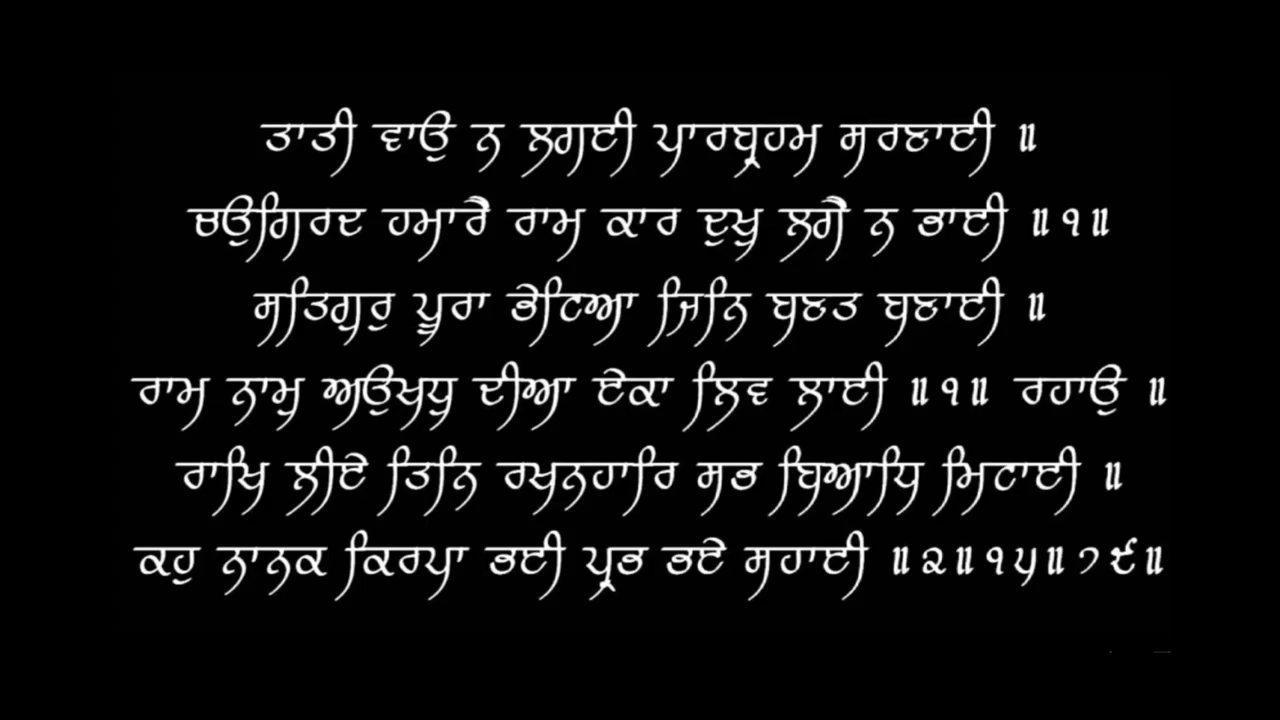 ਤਾਤੀ ਵਾਉ ਨ ਲਗਈ ਪਾਰਬ੍ਰਹਮ ਸਰਣਾਈ ॥
ਚਉਗਿਰਦ ਹਮਾਰੈ ਰਾਮ ਕਾਰ ਦੁਖੁ ਲਗੈ ਨ ਭਾਈ ॥੧॥
ਸਤਿਗੁਰੁ ਪੂਰਾ ਭੇਟਿਆ ਜਿਨਿ ਬਣਤ ਬਣਾਈ ॥
ਰਾਮ ਨਾਮੁ ਅਉਖਧੁ ਦੀਆ ਏਕਾ ਲਿਵ ਲਾਈ ॥੧॥ ਰਹਾਉ ॥
ਰਾਖਿ ਲੀਏ ਤਿਨਿ ਰਖਨਹਾਰਿ ਸਭ ਬਿਆਧਿ ਮਿਟਾਈ ॥
ਕਹੁ ਨਾਨਕ ਕਿਰਪਾ ਭਈ ਪ੍ਰਭ ਭਏ ਸਹਾਈ ॥੨॥੧੫॥੭੯॥